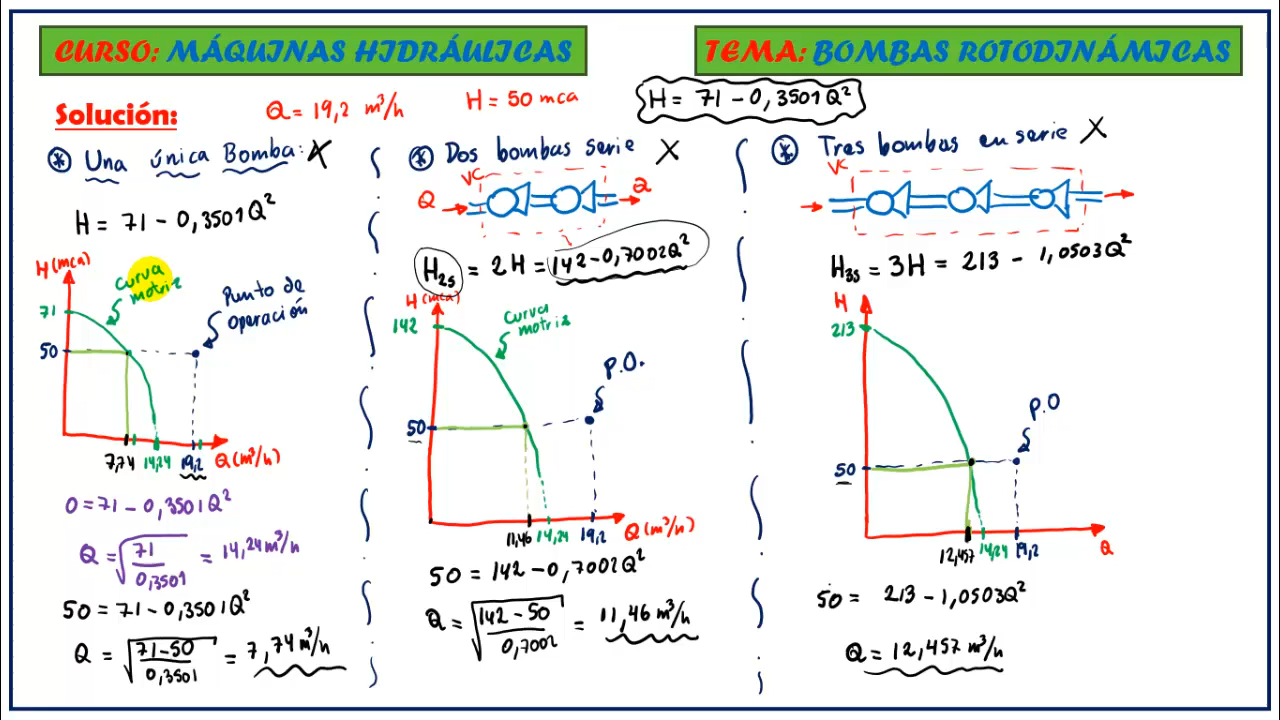 CURSO: MÁQUINAS HIDRÁULICAS
TEMA: BOMBAS ROTODINÁMICAS
Solución:
Q = 19,2 m³/h
H = 50 mca
H = 71 - 0,3501Q²
* Una única Bomba: X
H = 71 - 0,3501Q²
H (mca)
curva
motriz
Punto de
operación
71
50
7,74
14,24
19,2
Q (m³/h)
0 = 71 - 0,3501Q²
Q = √(71/0,3501) = 14,24 m³/h
50 = 71 - 0,3501Q²
Q = √((71-50)/0,3501) = 7,74 m³/h
* Dos bombas serie X
VC
Q
Q
H2s = 2H = 142 - 0,7002Q²
H (mca)
142
curva
motriz
P.O.
50
11,46
14,24
19,2
Q (m³/h)
50 = 142 - 0,7002Q²
Q = √((142-50)/0,7002) = 11,46 m³/h
* Tres bombas en serie X
VC
H3s = 3H = 213 - 1,0503Q²
H
213
P.O
50
12,457
14,24
19,2
Q
50 = 213 - 1,0503Q²
Q = 12,457 m³/h